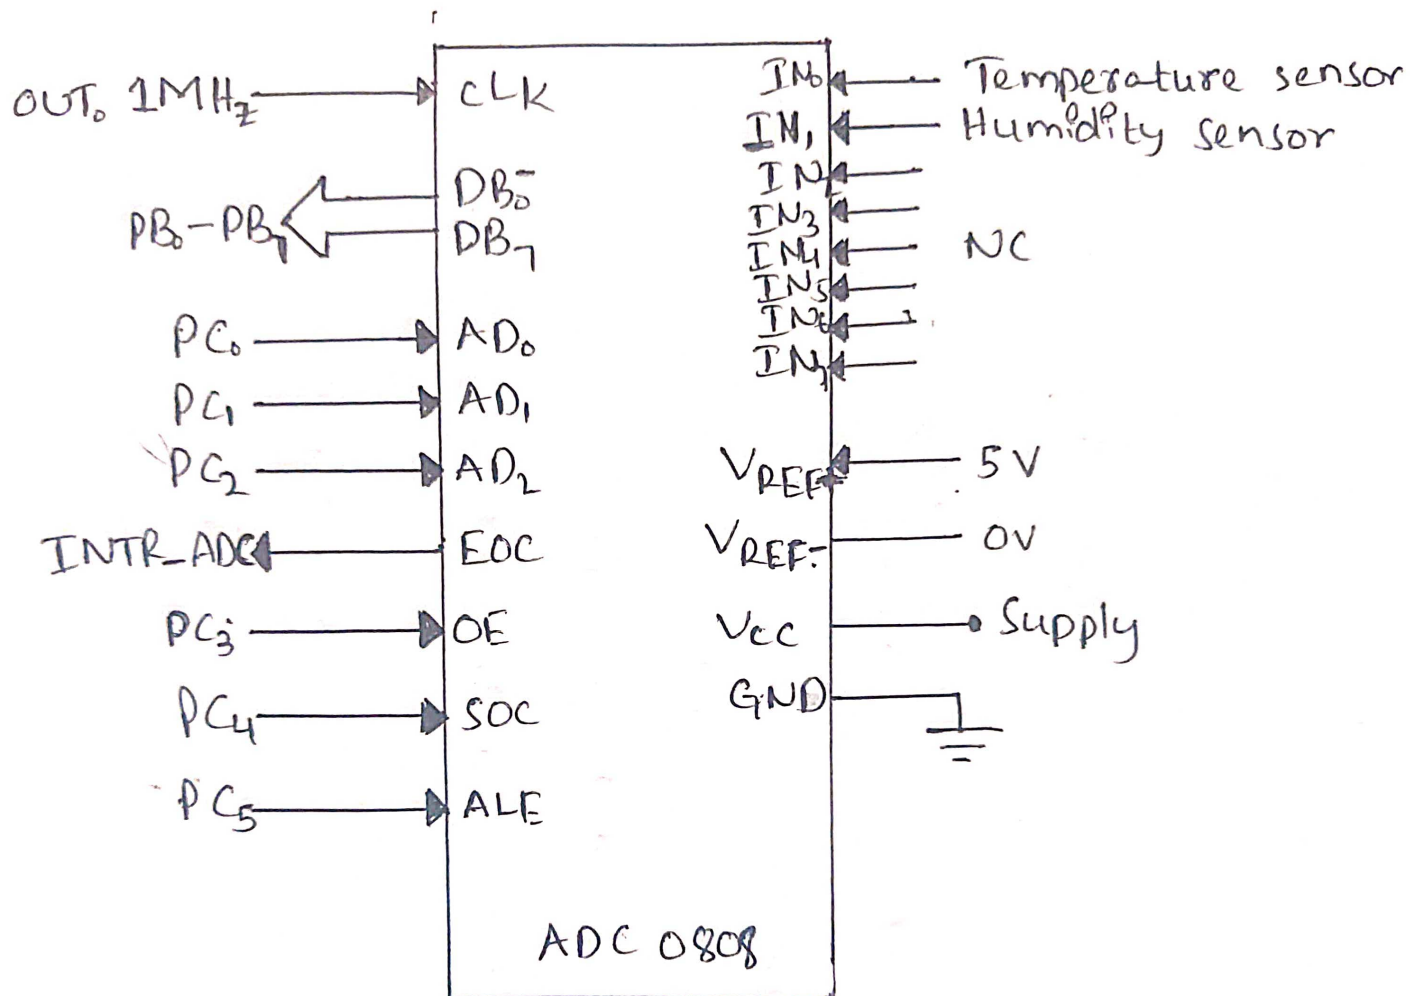 OUT₀ 1MHz CLK IN₀ Temperature sensor
IN₁ Humidity sensor
DB₀- IN₂
PB₀-PB₇ DB₇ IN₃
IN₄ NC
IN₅
PC₀ AD₀ IN₆
IN₇
PC₁ AD₁
PC₂ AD₂ VREF+ 5V
INTR_ADC EOC VREF- 0V
PC₃ OE VCC Supply
PC₄ SOC GND
PC₅ ALE
ADC 0808